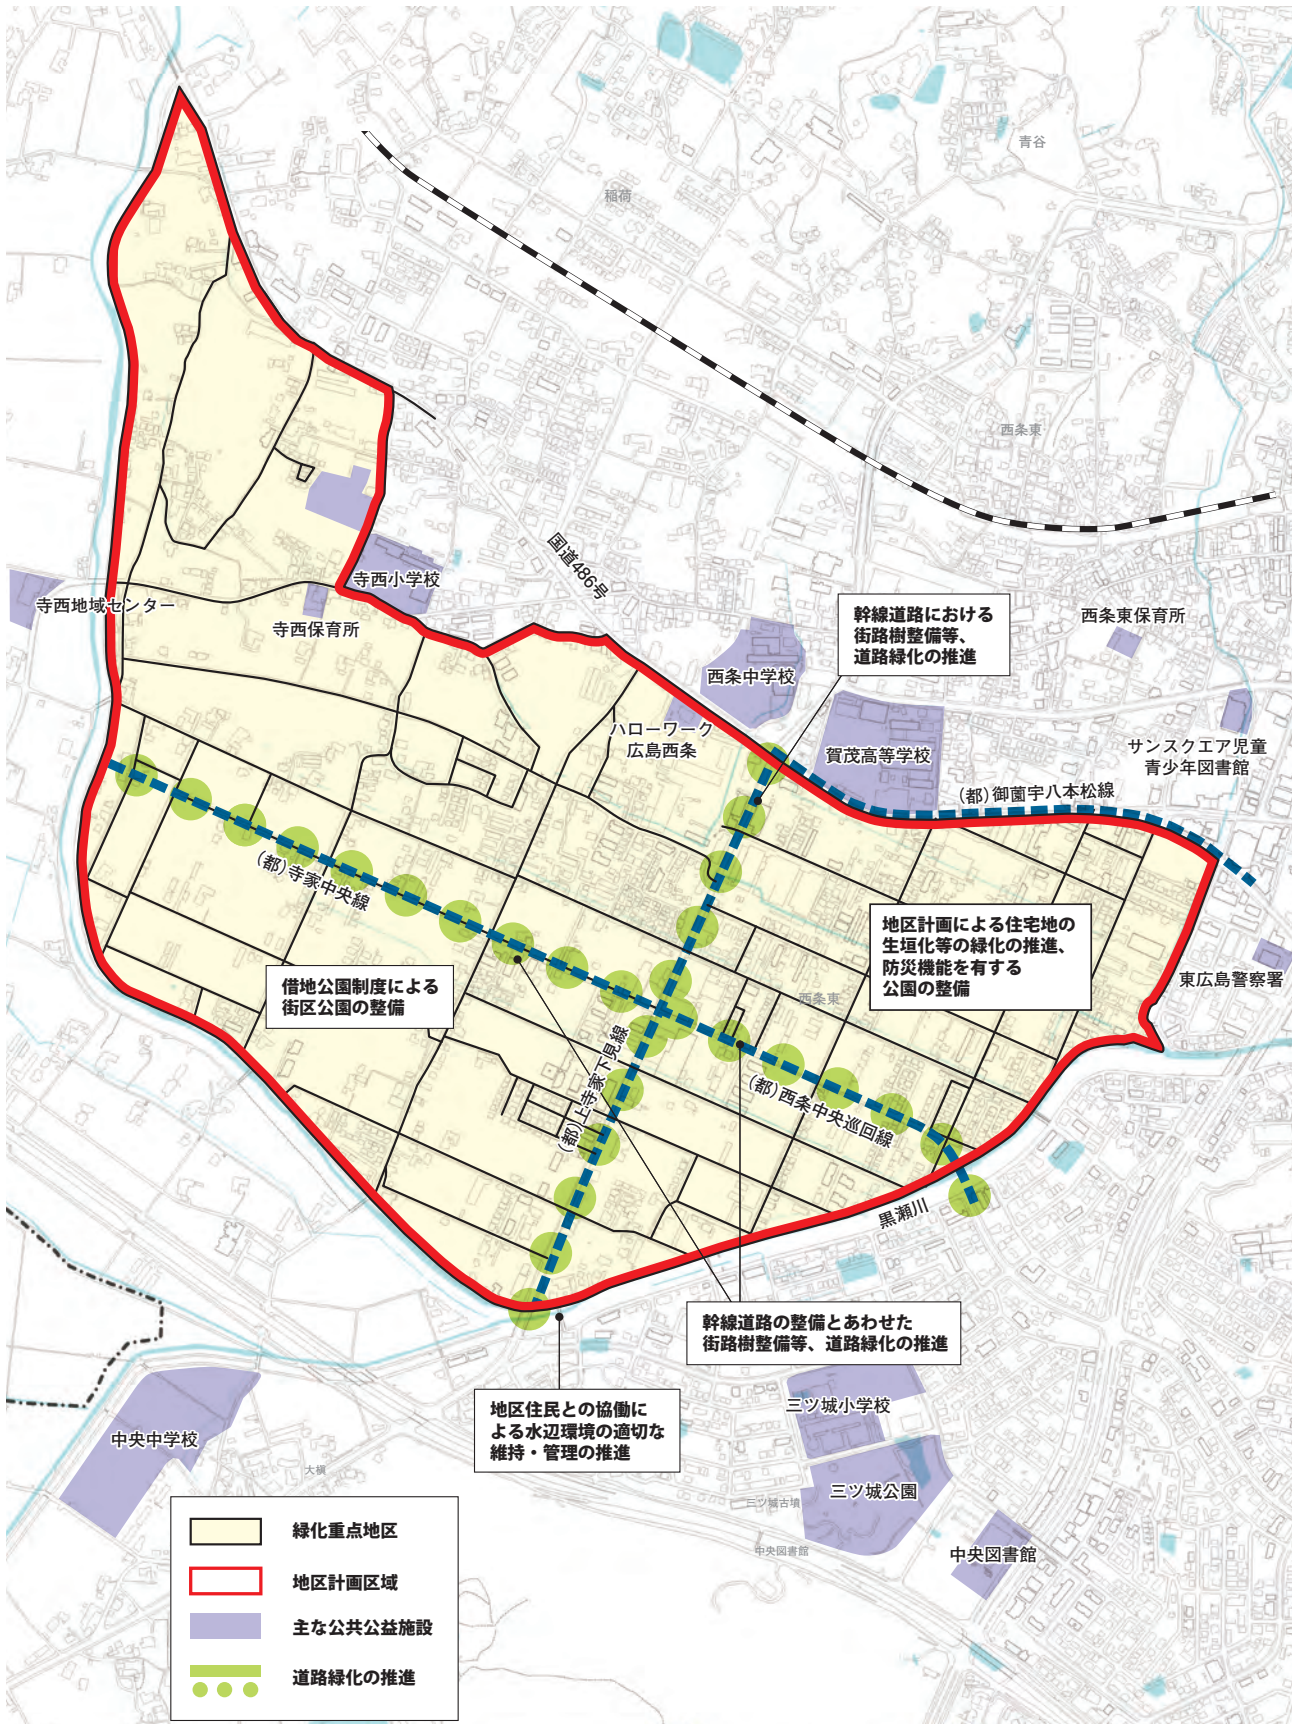 青谷
稲荷
西条東
国道486号
寺西小学校
寺西地域センター
寺西保育所
幹線道路における
街路樹整備等、
道路緑化の推進
西条東保育所
西条中学校
ハローワーク
広島西条
賀茂高等学校
サンスクエア児童
青少年図書館
(都)御薗宇八本松線
(都)寺家中央線
地区計画による住宅地の
生垣化等の緑化の推進、
防災機能を有する
公園の整備
東広島警察署
借地公園制度による
街区公園の整備
西条東
(都)上寺家下見線
(都)西条中央巡回線
黒瀬川
幹線道路の整備とあわせた
街路樹整備等、道路緑化の推進
地区住民との協働に
よる水辺環境の適切な
維持・管理の推進
三ツ城小学校
中央中学校
大槇
三ツ城公園
三ツ城古墳
中央図書館
中央図書館
緑化重点地区
地区計画区域
主な公共公益施設
道路緑化の推進